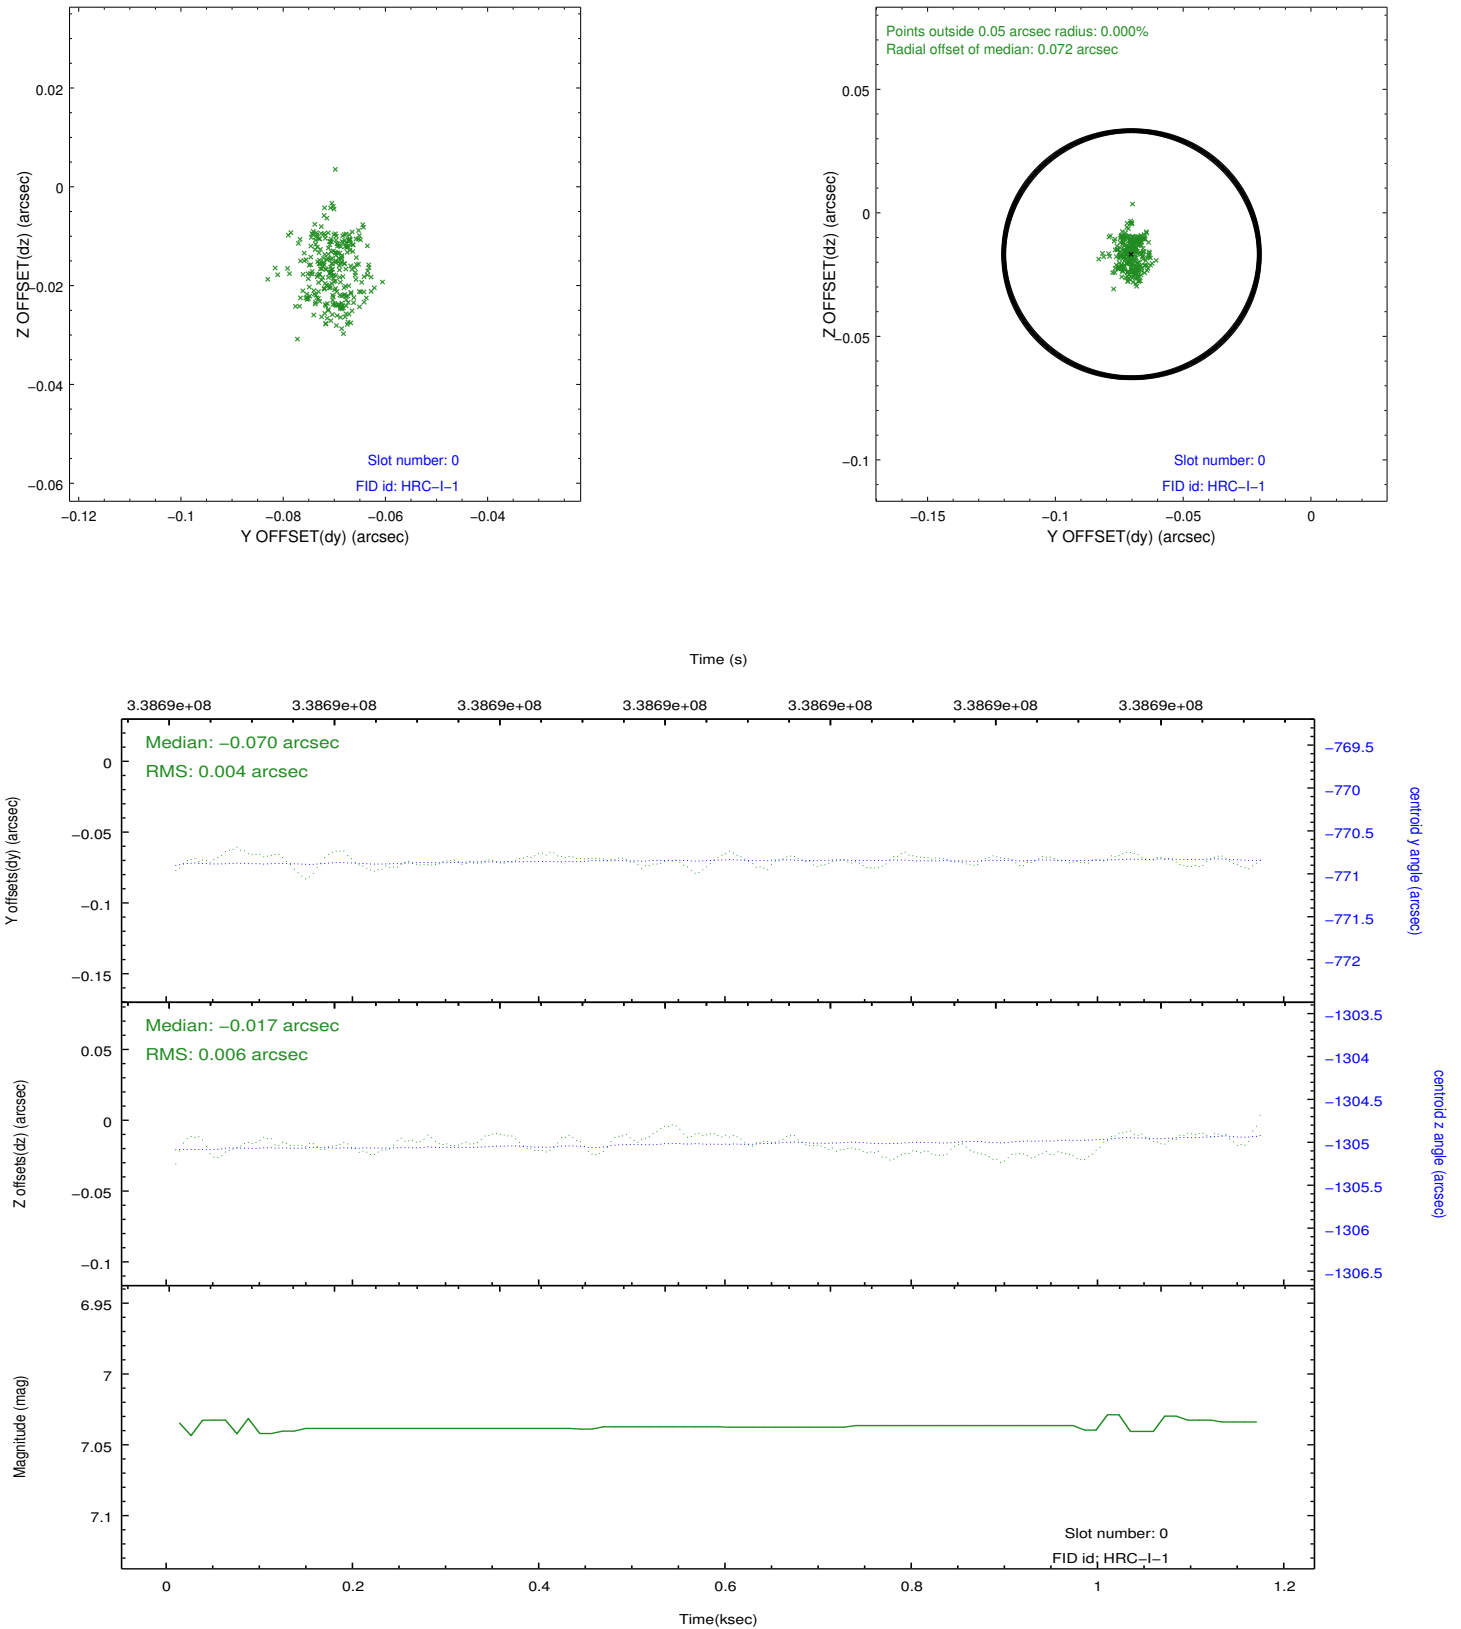 0.02
0
−0.02
−0.04
−0.06
Z OFFSET(dz) (arcsec)
Slot number: 0
FID id: HRC−I−1
−0.12
−0.1
−0.08
−0.06
−0.04
Y OFFSET(dy) (arcsec)
Points outside 0.05 arcsec radius: 0.000%
Radial offset of median: 0.072 arcsec
0.05
0
−0.05
−0.1
Z OFFSET(dz) (arcsec)
Slot number: 0
FID id: HRC−I−1
−0.15
−0.1
−0.05
0
Y OFFSET(dy) (arcsec)
Time (s)
3.3869e+08
3.3869e+08
3.3869e+08
3.3869e+08
3.3869e+08
3.3869e+08
3.3869e+08
Median: −0.070 arcsec
RMS: 0.004 arcsec
0
−0.05
−0.1
−0.15
Y offsets(dy) (arcsec)
−769.5
−770
−770.5
−771
−771.5
−772
centroid y angle (arcsec)
Median: −0.017 arcsec
RMS: 0.006 arcsec
0.05
0
−0.05
−0.1
Z offsets(dz) (arcsec)
−1303.5
−1304
−1304.5
−1305
−1305.5
−1306
−1306.5
centroid z angle (arcsec)
6.95
7
7.05
7.1
Magnitude (mag)
Slot number: 0
FID id: HRC−I−1
0
0.2
0.4
0.6
0.8
1
1.2
Time(ksec)